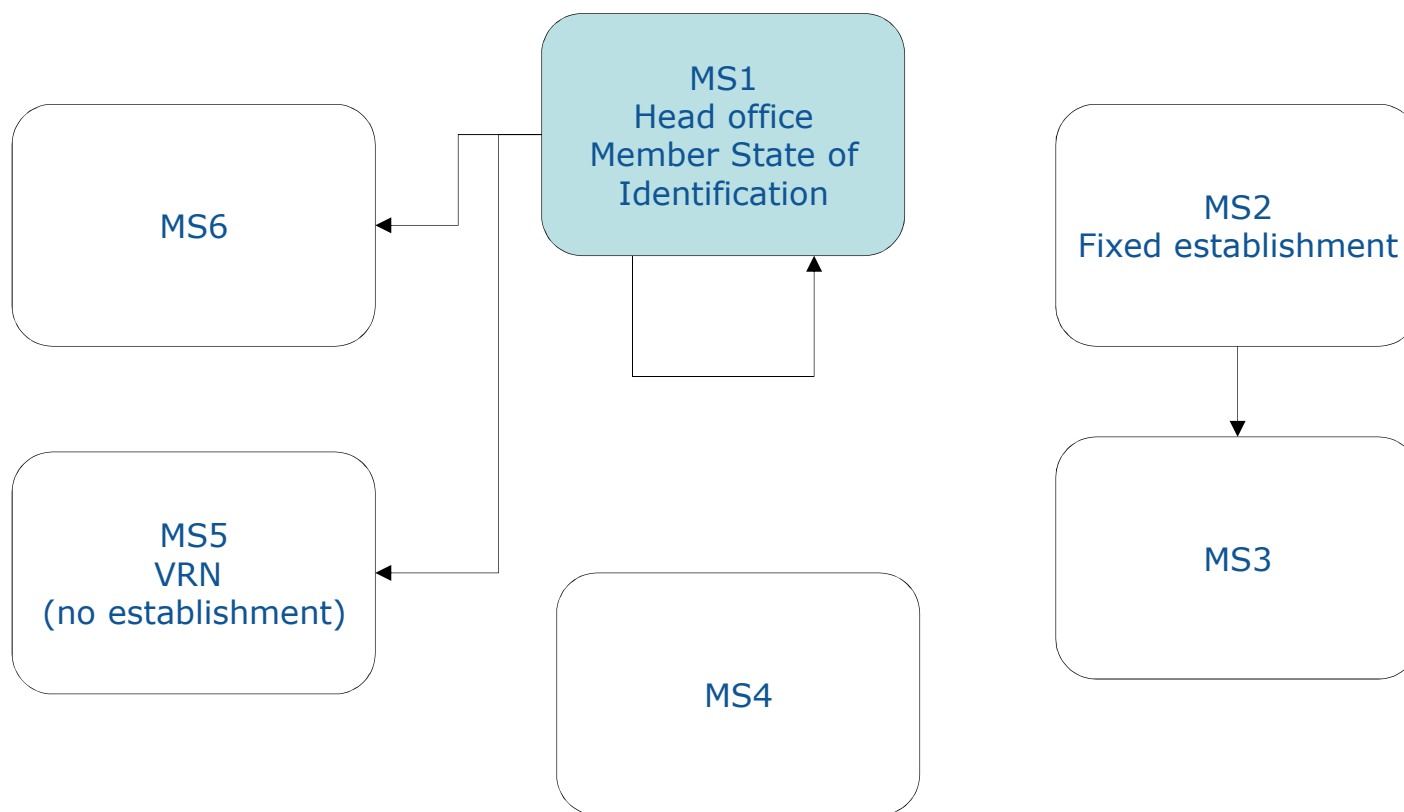 MS1
Head office
Member State of
Identification
MS6
MS2
Fixed establishment
MS5
VRN
(no establishment)
MS3
MS4